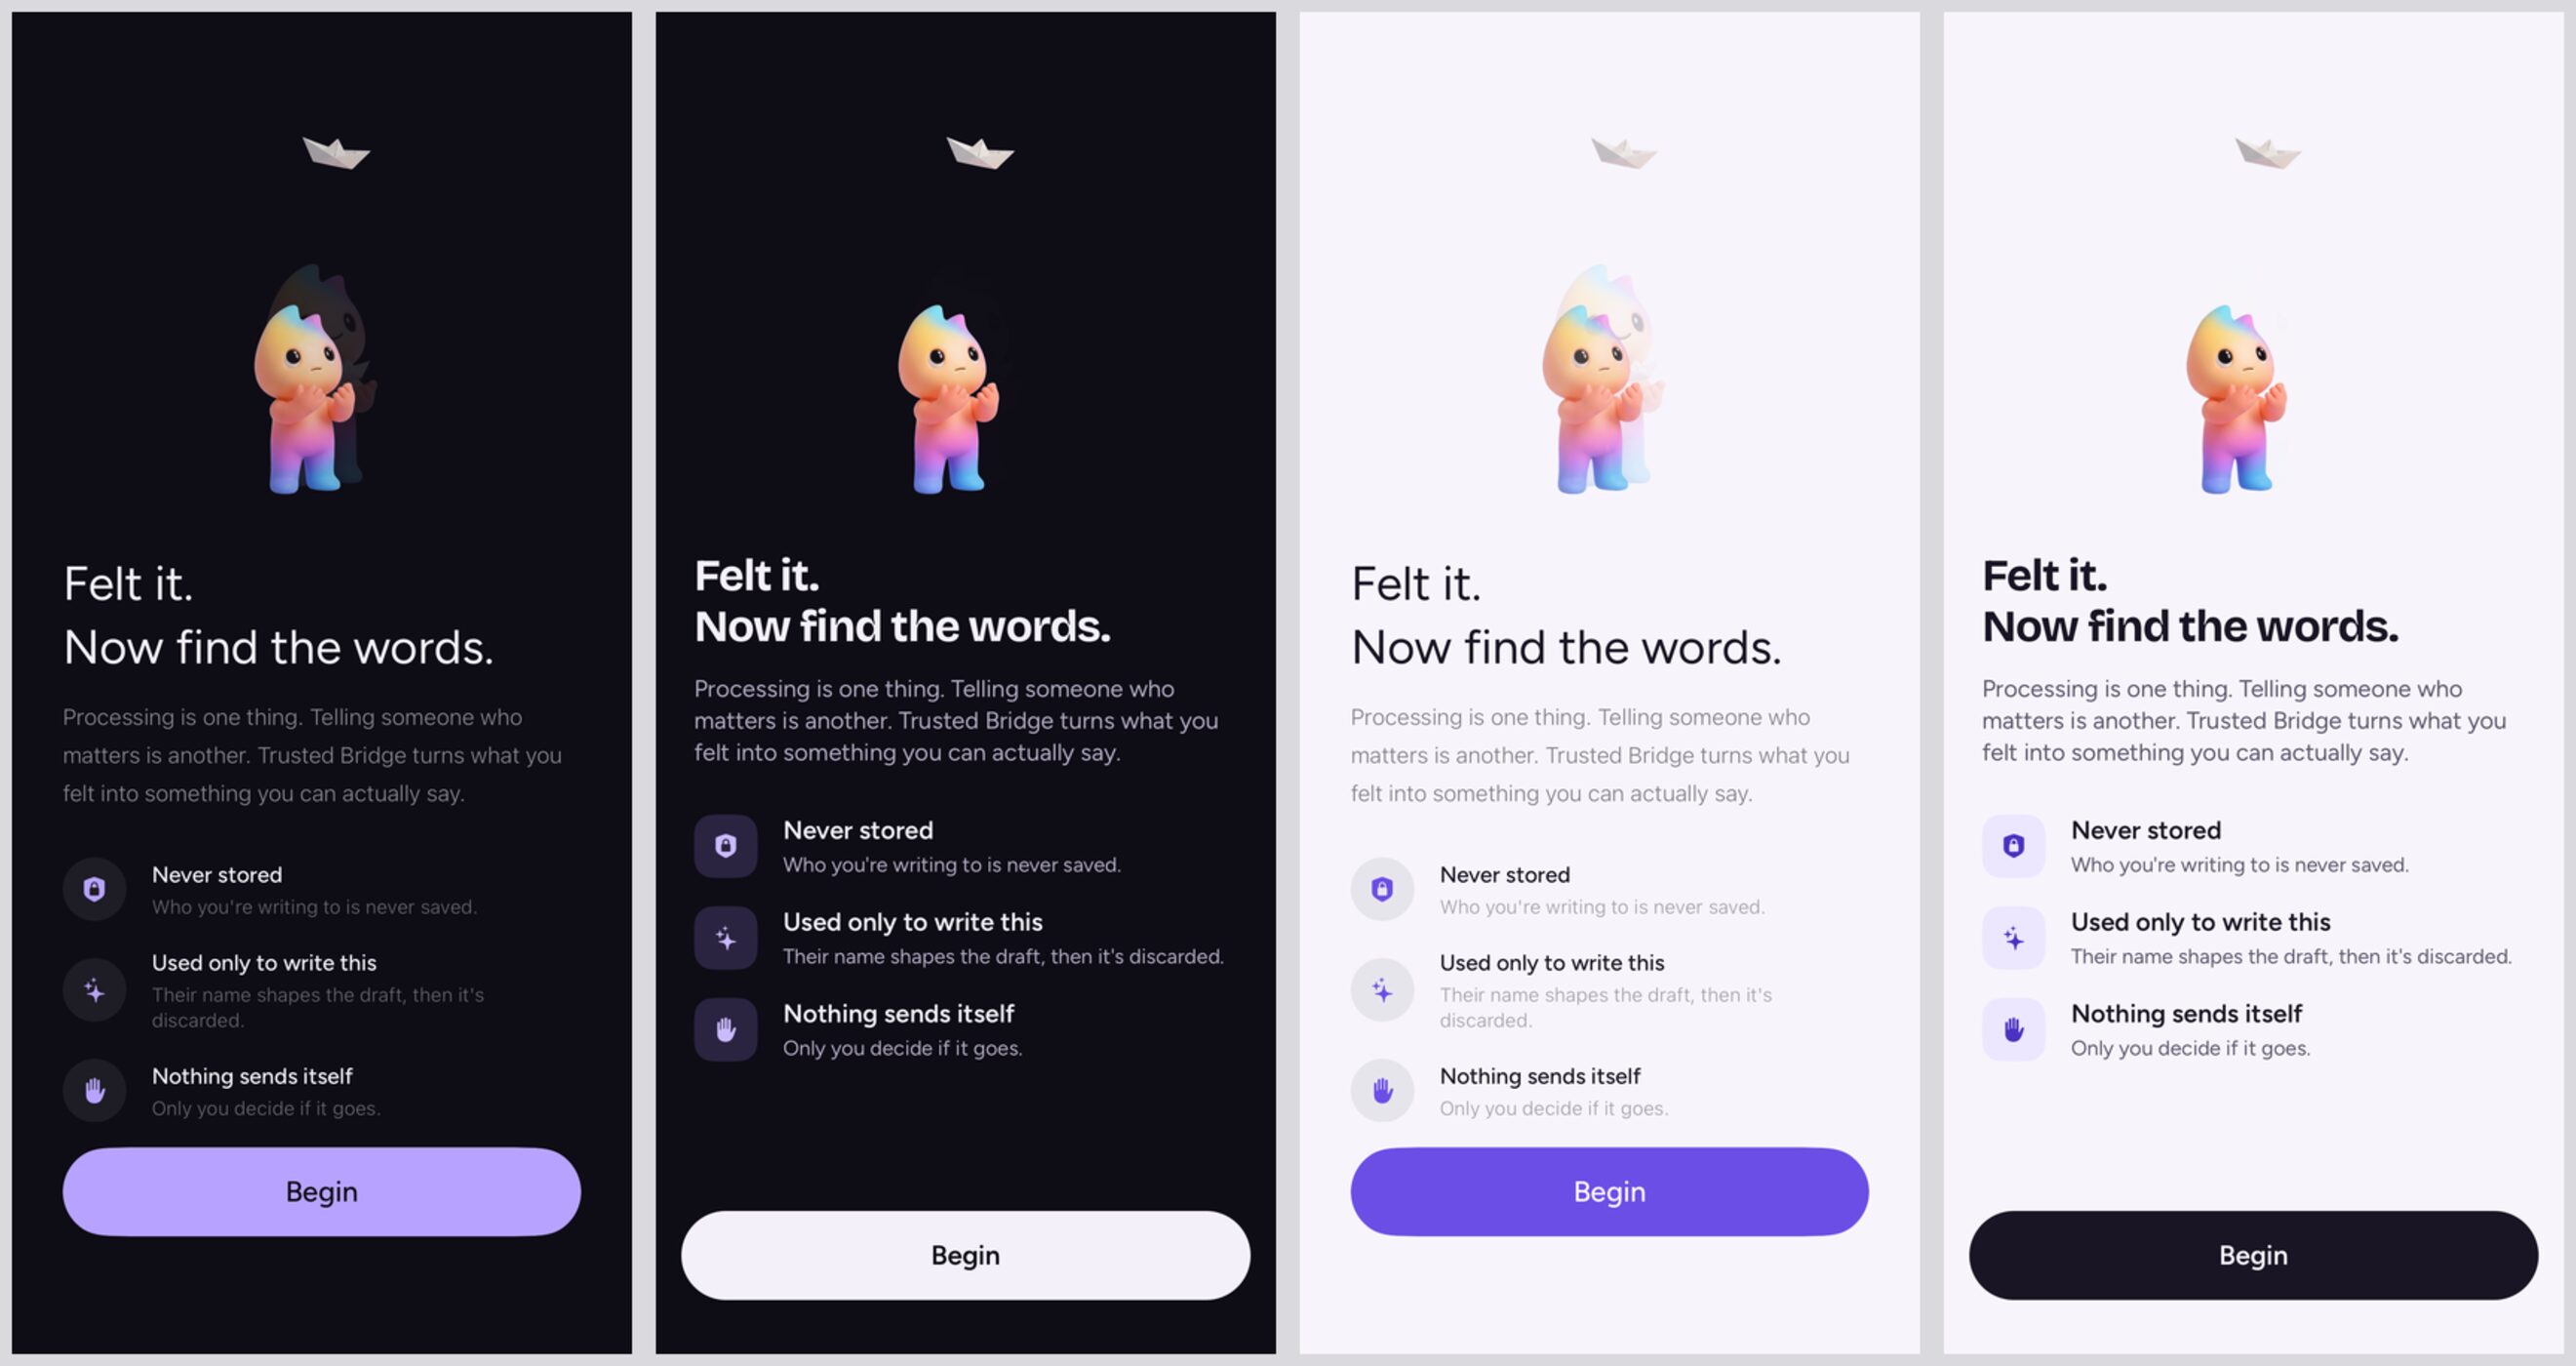 Felt it.
Now find the words.
Processing is one thing. Telling someone who
matters is another. Trusted Bridge turns what you
felt into something you can actually say.
Never stored
Who you're writing to is never saved.
Used only to write this
Their name shapes the draft, then it's
discarded.
Nothing sends itself
Only you decide if it goes.
Begin
Felt it.
Now find the words.
Processing is one thing. Telling someone who
matters is another. Trusted Bridge turns what you
felt into something you can actually say.
Never stored
Who you're writing to is never saved.
Used only to write this
Their name shapes the draft, then it's discarded.
Nothing sends itself
Only you decide if it goes.
Begin
Felt it.
Now find the words.
Processing is one thing. Telling someone who
matters is another. Trusted Bridge turns what you
felt into something you can actually say.
Never stored
Who you're writing to is never saved.
Used only to write this
Their name shapes the draft, then it's
discarded.
Nothing sends itself
Only you decide if it goes.
Begin
Felt it.
Now find the words.
Processing is one thing. Telling someone who
matters is another. Trusted Bridge turns what you
felt into something you can actually say.
Never stored
Who you're writing to is never saved.
Used only to write this
Their name shapes the draft, then it's discarded.
Nothing sends itself
Only you decide if it goes.
Begin